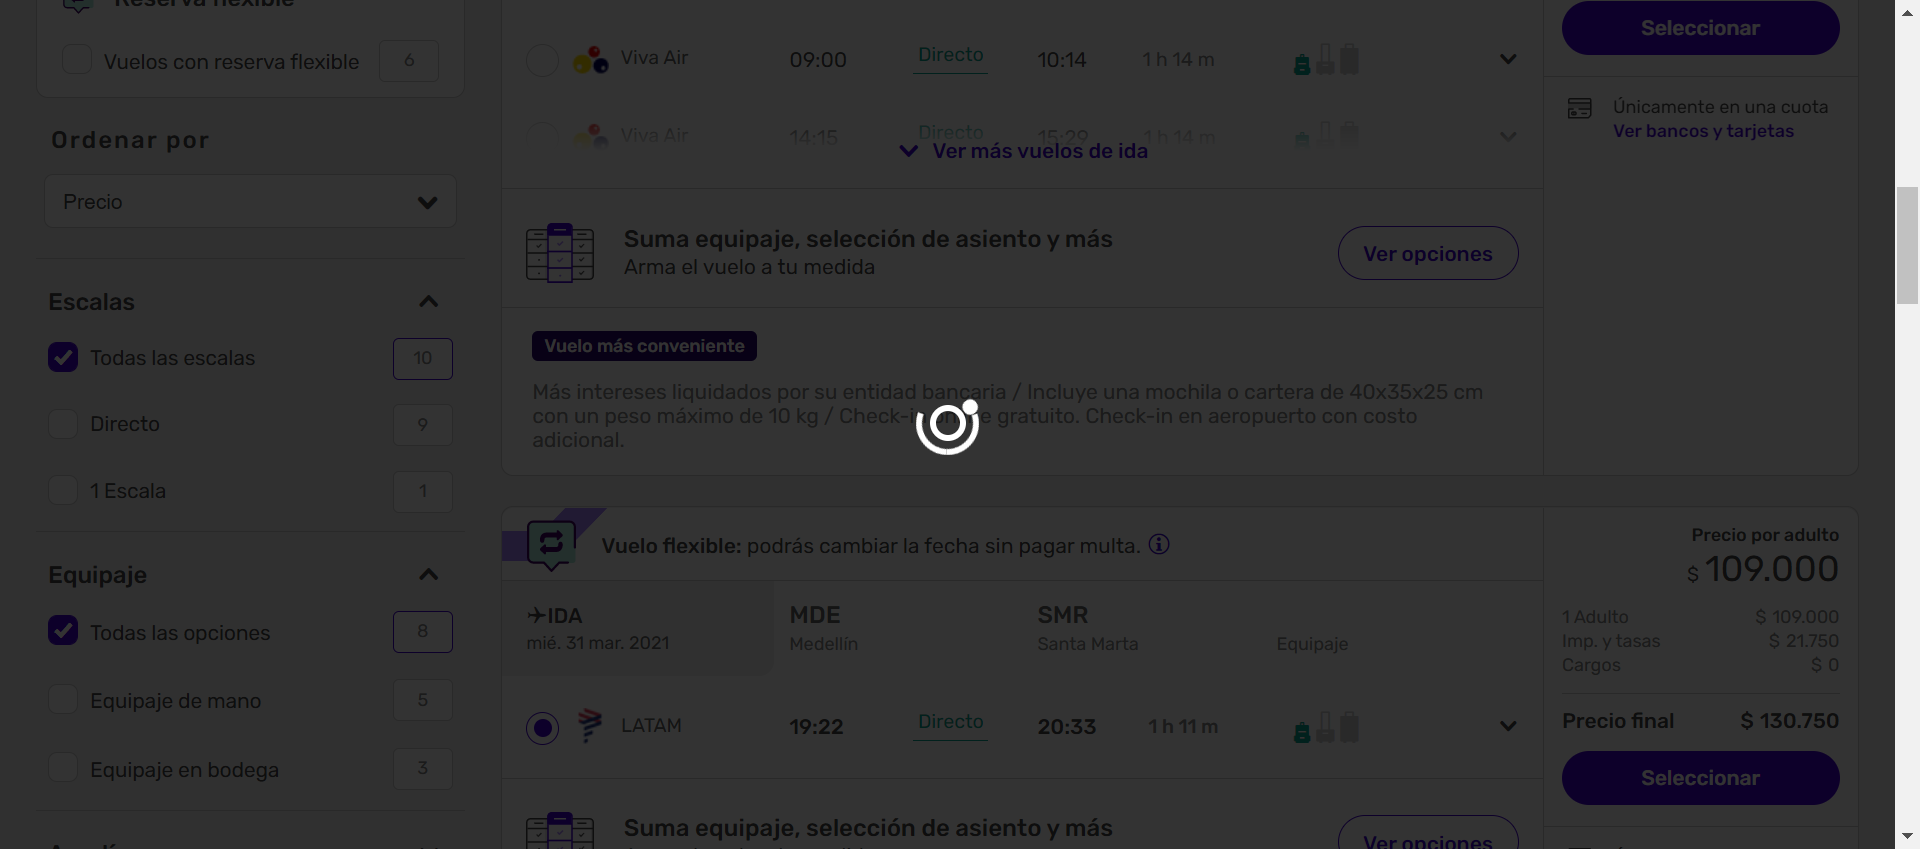 Reserva flexible
Vuelos con reserva flexible 6
Ordenar por
Precio
Escalas
Todas las escalas 10
Directo 9
1 Escala 1
Equipaje
Todas las opciones 8
Equipaje de mano 5
Equipaje en bodega 3
Viva Air 09:00 Directo 10:14 1 h 14 m
Viva Air 14:15 Directo 15:29 1 h 14 m
Ver más vuelos de ida
Suma equipaje, selección de asiento y más
Arma el vuelo a tu medida
Ver opciones
Vuelo más conveniente
Más intereses liquidados por su entidad bancaria / Incluye una mochila o cartera de 40x35x25 cm
con un peso máximo de 10 kg / Check-in gratuito. Check-in en aeropuerto con costo
adicional.
Seleccionar
Únicamente en una cuota
Ver bancos y tarjetas
Vuelo flexible: podrás cambiar la fecha sin pagar multa.
IDA MDE SMR
mié. 31 mar. 2021 Medellín Santa Marta Equipaje
LATAM 19:22 Directo 20:33 1 h 11 m
Suma equipaje, selección de asiento y más
Ver opciones
Precio por adulto
$ 109.000
1 Adulto $ 109.000
Imp. y tasas $ 21.750
Cargos $ 0
Precio final $ 130.750
Seleccionar